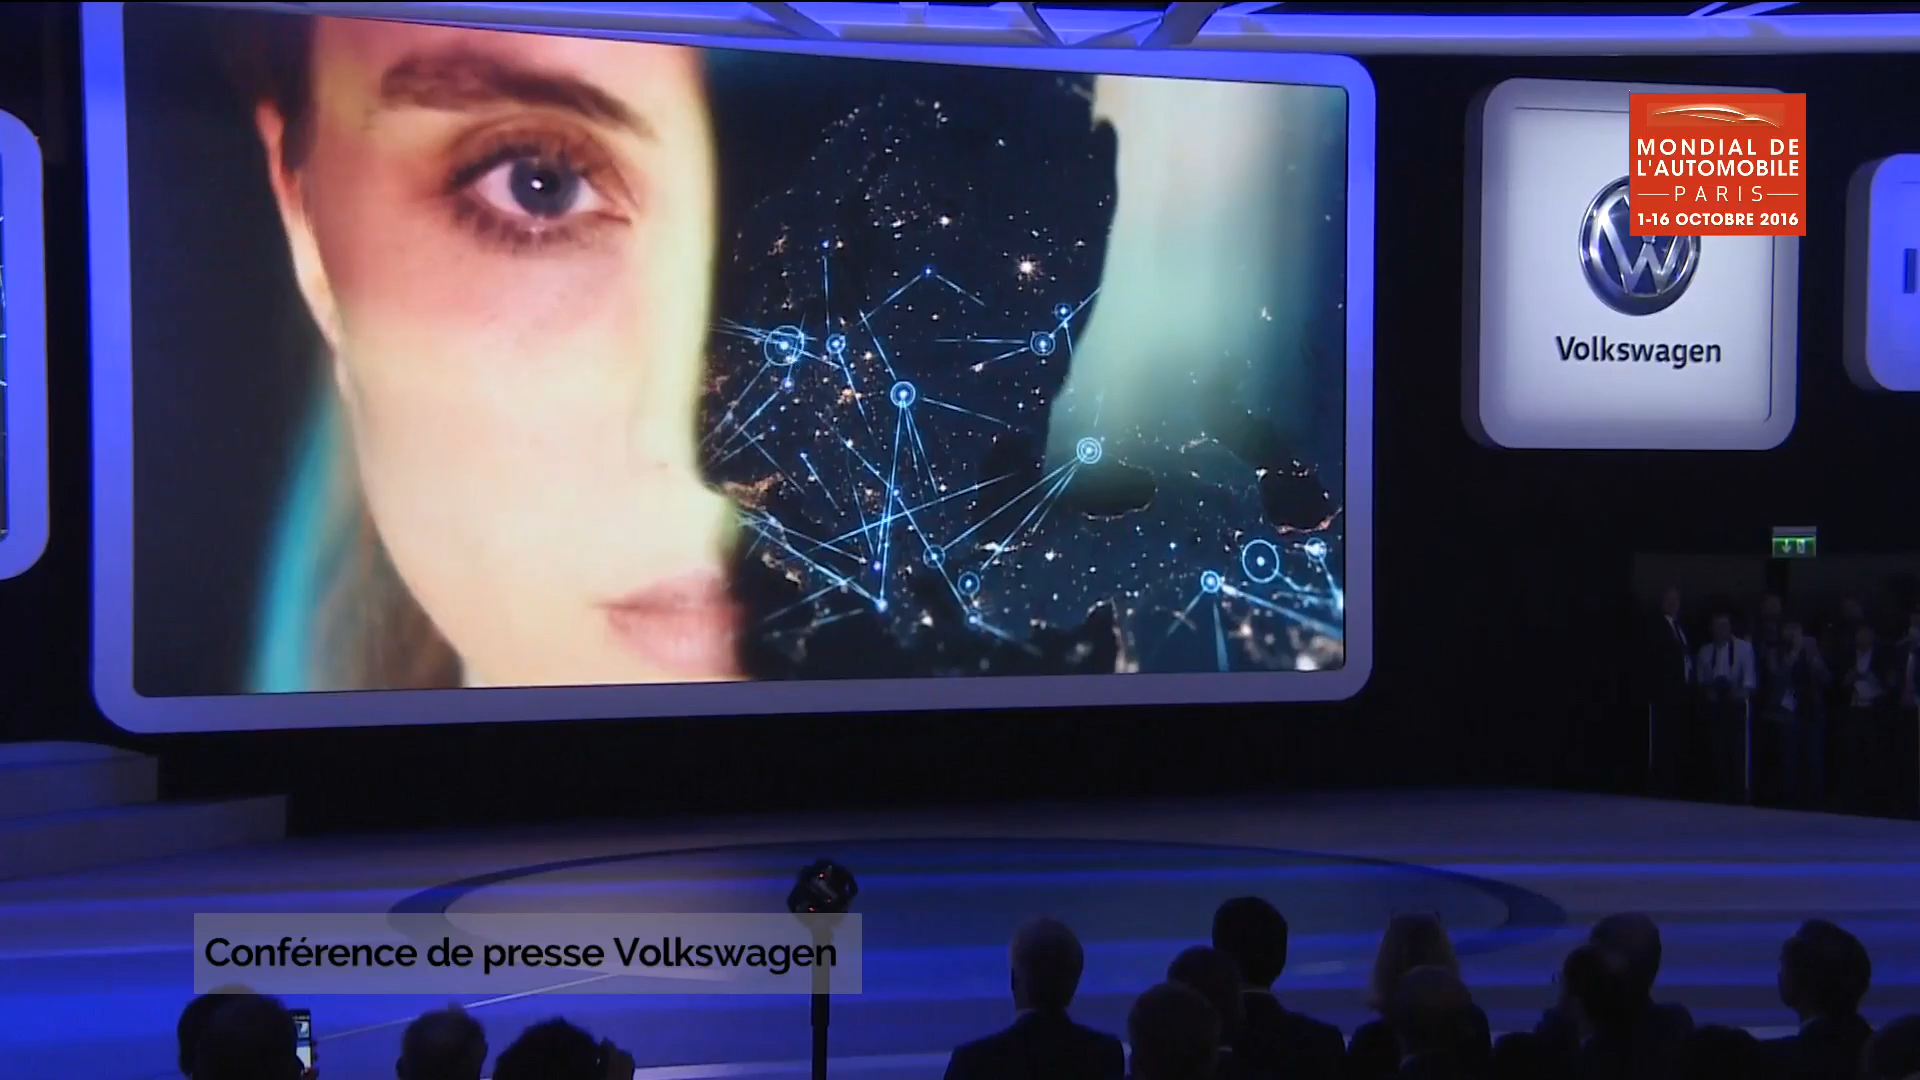 MONDIAL DE
L'AUTOMOBILE
PARIS
1-16 OCTOBRE 2016
Volkswagen
Conférence de presse Volkswagen